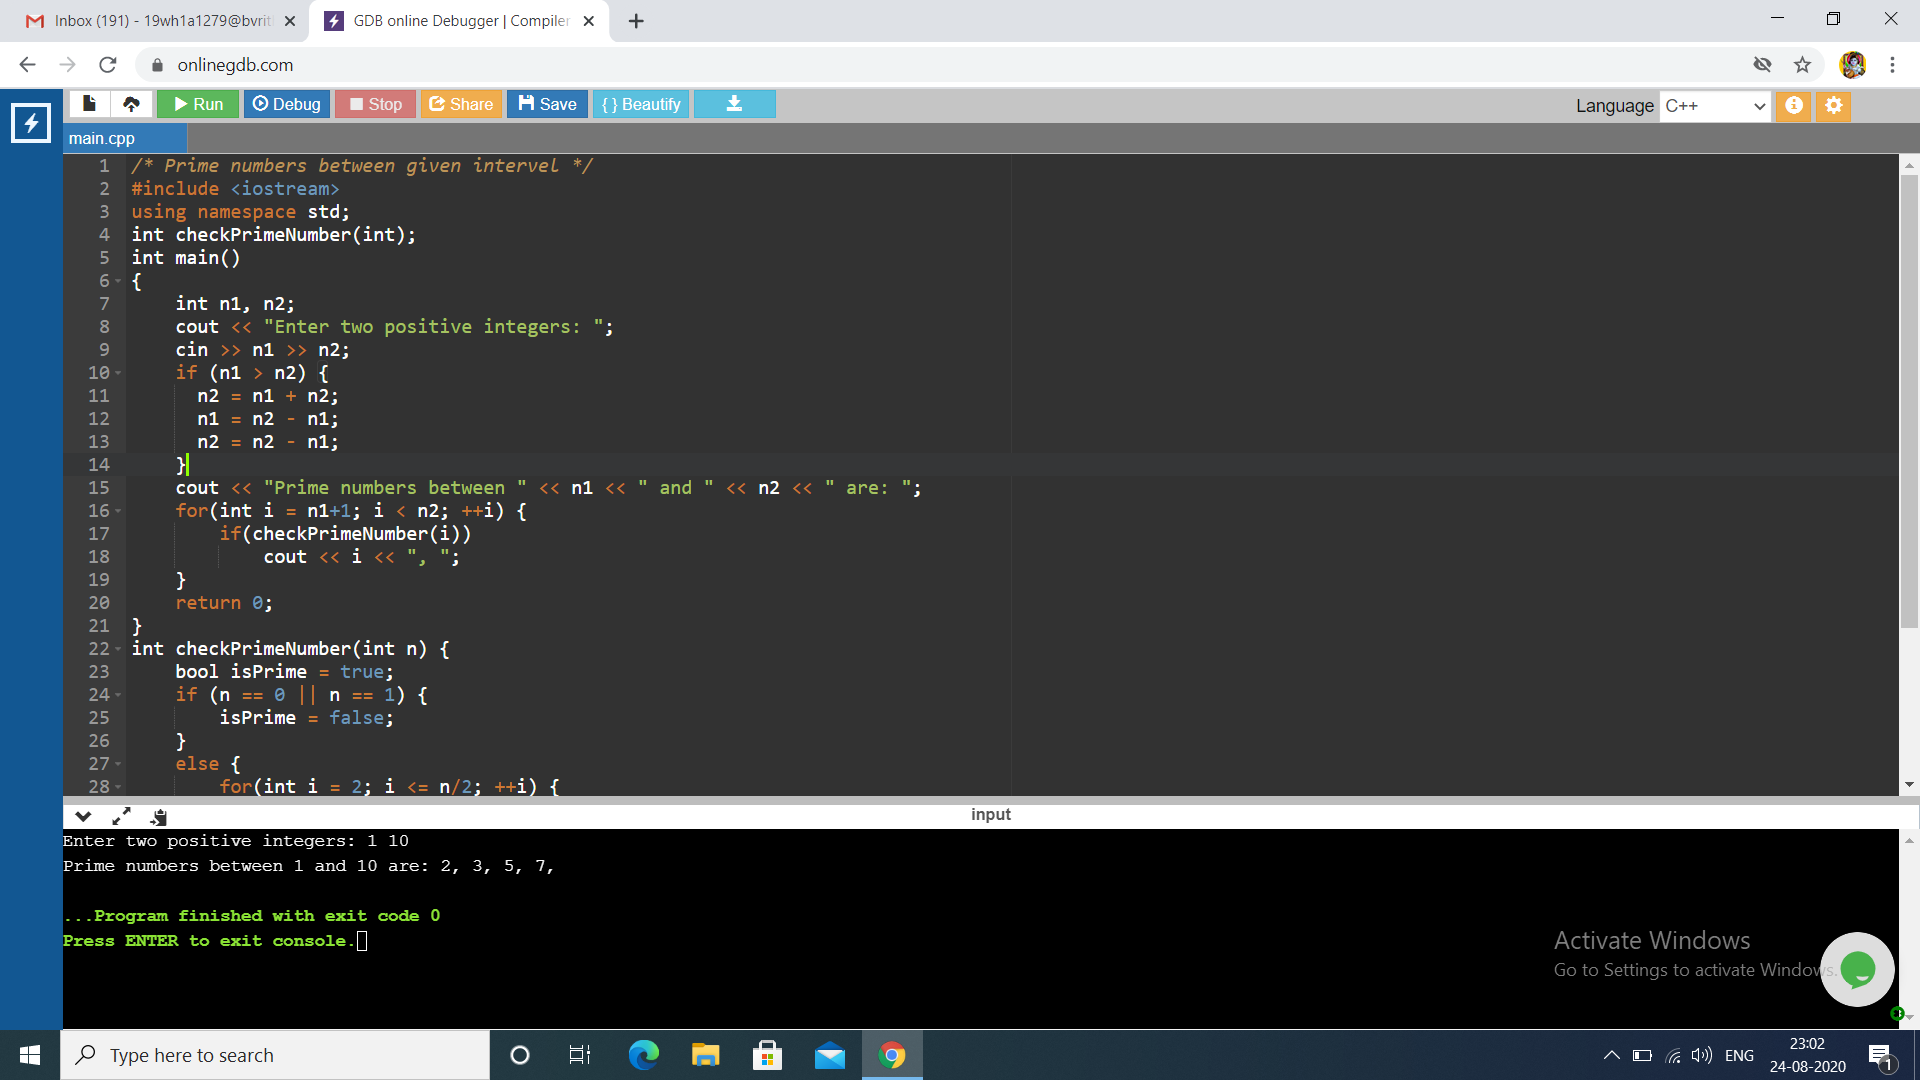 Inbox (191) - 19wh1a1279@bvrit
GDB online Debugger | Compiler
onlinegdb.com
Run
Debug
Stop
Share
Save
{ } Beautify
Language
C++
main.cpp
1 /* Prime numbers between given intervel */
2 #include <iostream>
3 using namespace std;
4 int checkPrimeNumber(int);
5 int main()
6 {
7 int n1, n2;
8 cout << "Enter two positive integers: ";
9 cin >> n1 >> n2;
10 if (n1 > n2) {
11 n2 = n1 + n2;
12 n1 = n2 - n1;
13 n2 = n2 - n1;
14 }
15 cout << "Prime numbers between " << n1 << " and " << n2 << " are: ";
16 for(int i = n1+1; i < n2; ++i) {
17 if(checkPrimeNumber(i))
18 cout << i << ", ";
19 }
20 return 0;
21 }
22 int checkPrimeNumber(int n) {
23 bool isPrime = true;
24 if (n == 0 || n == 1) {
25 isPrime = false;
26 }
27 else {
28 for(int i = 2; i <= n/2; ++i) {
input
Enter two positive integers: 1 10
Prime numbers between 1 and 10 are: 2, 3, 5, 7,
...Program finished with exit code 0
Press ENTER to exit console.
Activate Windows
Go to Settings to activate Windows.
Type here to search
ENG
23:02
24-08-2020
1